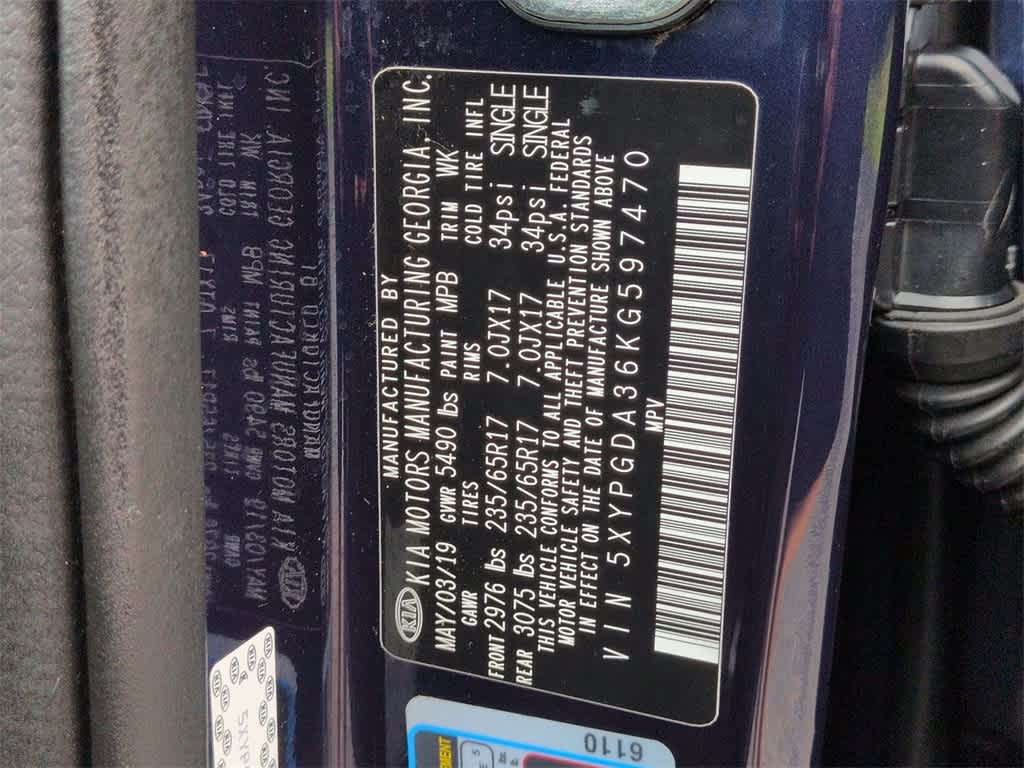 MANUFACTURED BY
KIA KIA MOTORS MANUFACTURING GEORGIA, INC.
MAY/03/19 GVWR 5490 lbs PAINT MPB TRIM WK
GAWR TIRES RIMS COLD TIRE INFL
FRONT 2976 lbs 235/65R17 7.0JX17 34psi SINGLE
REAR 3075 lbs 235/65R17 7.0JX17 34psi SINGLE
THIS VEHICLE CONFORMS TO ALL APPLICABLE U.S.A. FEDERAL
MOTOR VEHICLE SAFETY AND THEFT PREVENTION STANDARDS
IN EFFECT ON THE DATE OF MANUFACTURE SHOWN ABOVE
VIN 5XYPGDA36KG597470
MPV
6110